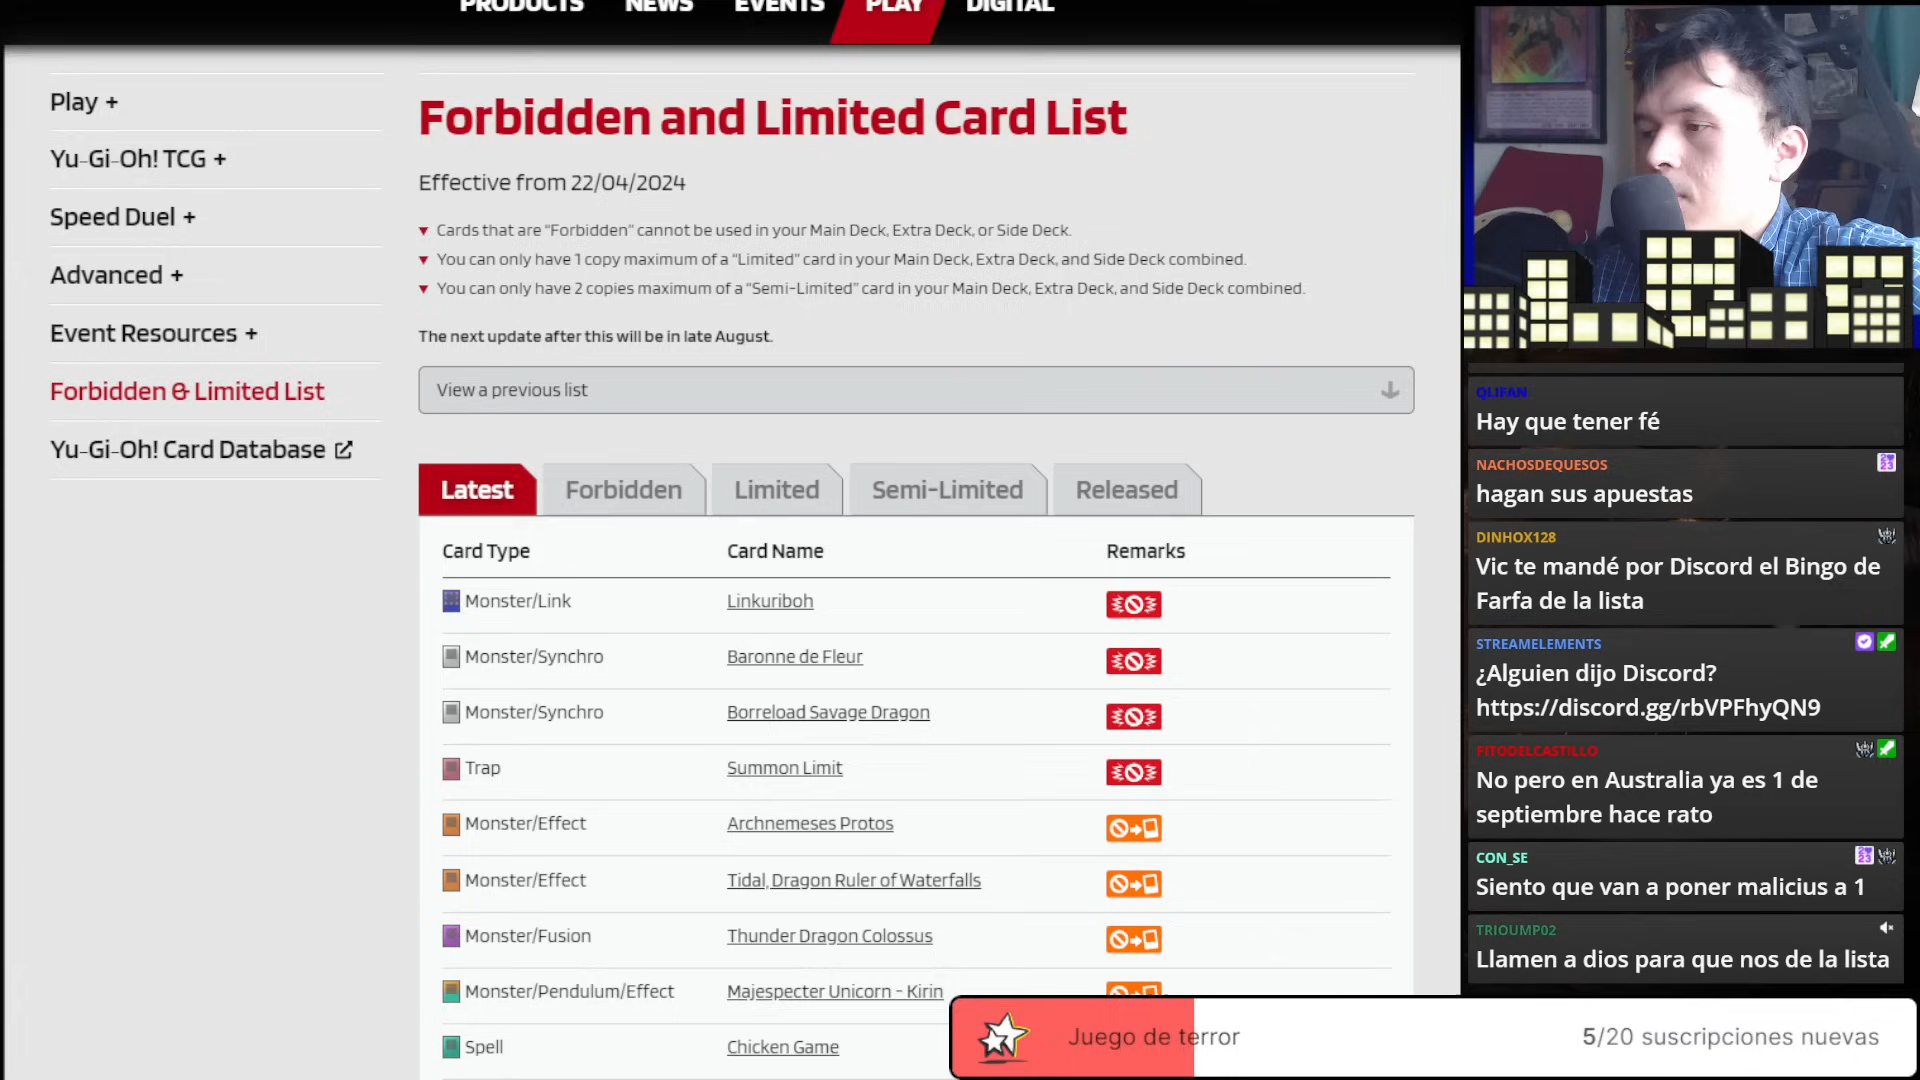 PRODUCTS NEWS EVENTS PLAY DIGITAL
Play +
Yu-Gi-Oh! TCG +
Speed Duel +
Advanced +
Event Resources +
Forbidden & Limited List
Yu-Gi-Oh! Card Database
Forbidden and Limited Card List
Effective from 22/04/2024
Cards that are "Forbidden" cannot be used in your Main Deck, Extra Deck, or Side Deck.
You can only have 1 copy maximum of a "Limited" card in your Main Deck, Extra Deck, and Side Deck combined.
You can only have 2 copies maximum of a "Semi-Limited" card in your Main Deck, Extra Deck, and Side Deck combined.
The next update after this will be in late August.
View a previous list
Latest Forbidden Limited Semi-Limited Released
Card Type Card Name Remarks
Monster/Link Linkuriboh
Monster/Synchro Baronne de Fleur
Monster/Synchro Borreload Savage Dragon
Trap Summon Limit
Monster/Effect Archnemeses Protos
Monster/Effect Tidal, Dragon Ruler of Waterfalls
Monster/Fusion Thunder Dragon Colossus
Monster/Pendulum/Effect Majespecter Unicorn - Kirin
Spell Chicken Game
QLIFAN
Hay que tener fé
NACHOSDEQUESOS
hagan sus apuestas
DINHOX128
Vic te mandé por Discord el Bingo de
Farfa de la lista
STREAMELEMENTS
¿Alguien dijo Discord?
https://discord.gg/rbVPFhyQN9
FITODELCASTILLO
No pero en Australia ya es 1 de
septiembre hace rato
CON_SE
Siento que van a poner malicius a 1
TRIOUMP02
Llamen a dios para que nos de la lista
Juego de terror 5/20 suscripciones nuevas